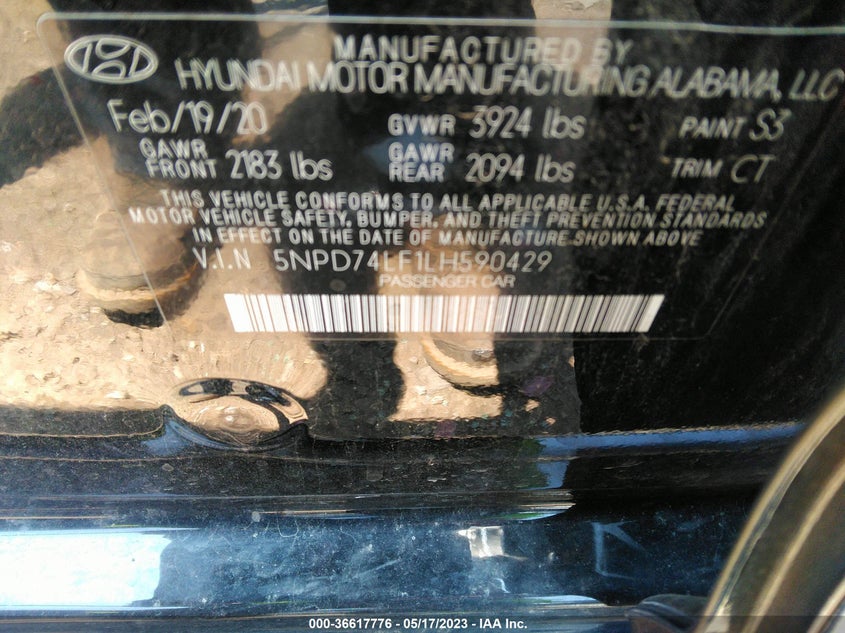 MANUFACTURED BY
HYUNDAI MOTOR MANUFACTURING ALABAMA, LLC
Feb/19/20 GVWR 3924 lbs PAINT S3
GAWR FRONT 2183 lbs GAWR REAR 2094 lbs TRIM CT
THIS VEHICLE CONFORMS TO ALL APPLICABLE U.S.A. FEDERAL
MOTOR VEHICLE SAFETY, BUMPER, AND THEFT PREVENTION STANDARDS
IN EFFECT ON THE DATE OF MANUFACTURE SHOWN ABOVE
V.I.N 5NPD74LF1LH590429
PASSENGER CAR
000-36617776 - 05/17/2023 - IAA Inc.